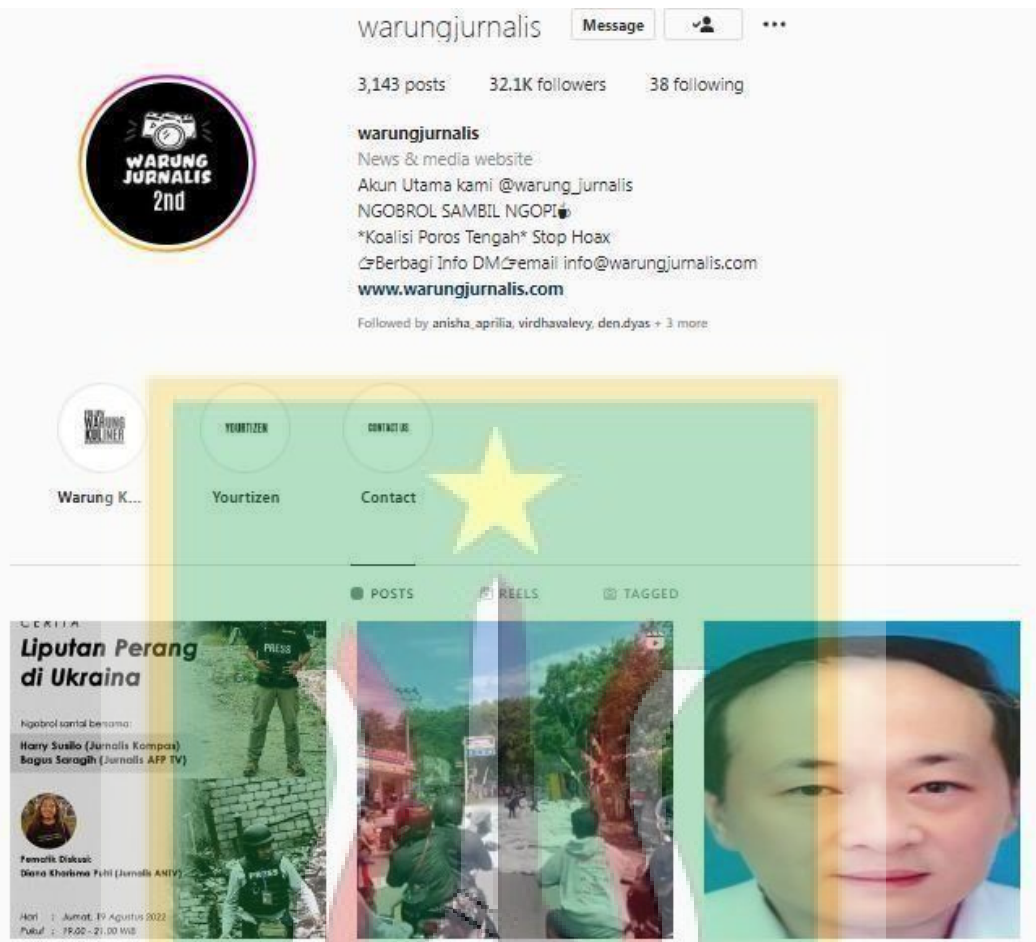 warungjurnalis
Message
3,143 posts 32.1K followers 38 following
WARUNG
JURNALIS
2nd
warungjurnalis
News & media website
Akun Utama kami @warung_jurnalis
NGOBROL SAMBIL NGOPI☕
*Koalisi Poros Tengah* Stop Hoax
👉Berbagi Info DM👉email info@warungjurnalis.com
www.warungjurnalis.com
Followed by anisha_aprilia, virdhavalevy, den.dyas + 3 more
WARUNG
KULINER
YOURTIZEN
CONTACT US
Warung K... Yourtizen Contact
POSTS REELS TAGGED
CERITA
Liputan Perang
di Ukraina
PRESS
Ngobrol santai bersama:
Harry Susilo (Jurnalis Kompas)
Bagus Saragih (Jurnalis AFP TV)
Pemantik Diskusi:
Diana Kharisma Putri (Jurnalis ANTV)
PRESS
Hari : Jumat, 19 Agustus 2022
Pukul : 19.00 - 21.00 WIB